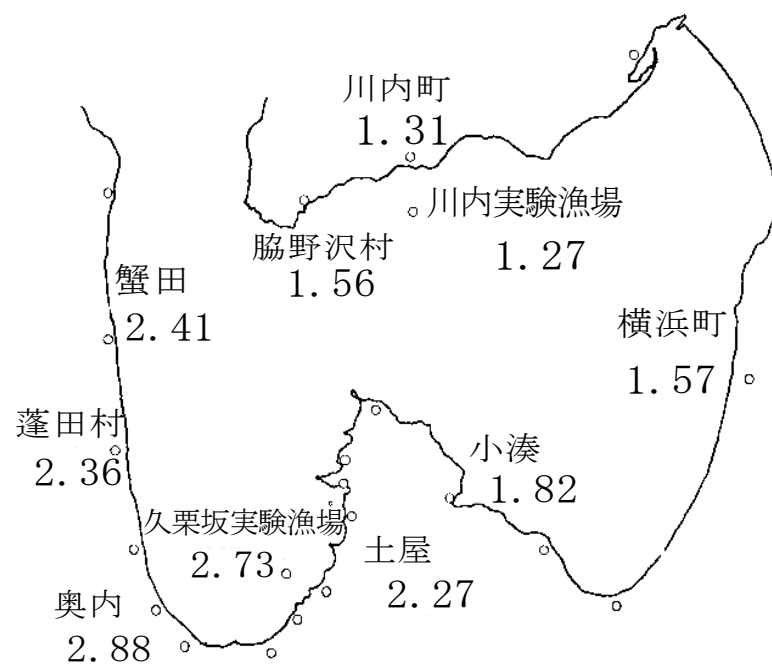 川内町
1.31
川内実験漁場
1.27
脇野沢村
1.56
蟹田
2.41
横浜町
1.57
蓬田村
2.36
小湊
1.82
久栗坂実験漁場
2.73
土屋
2.27
奥内
2.88